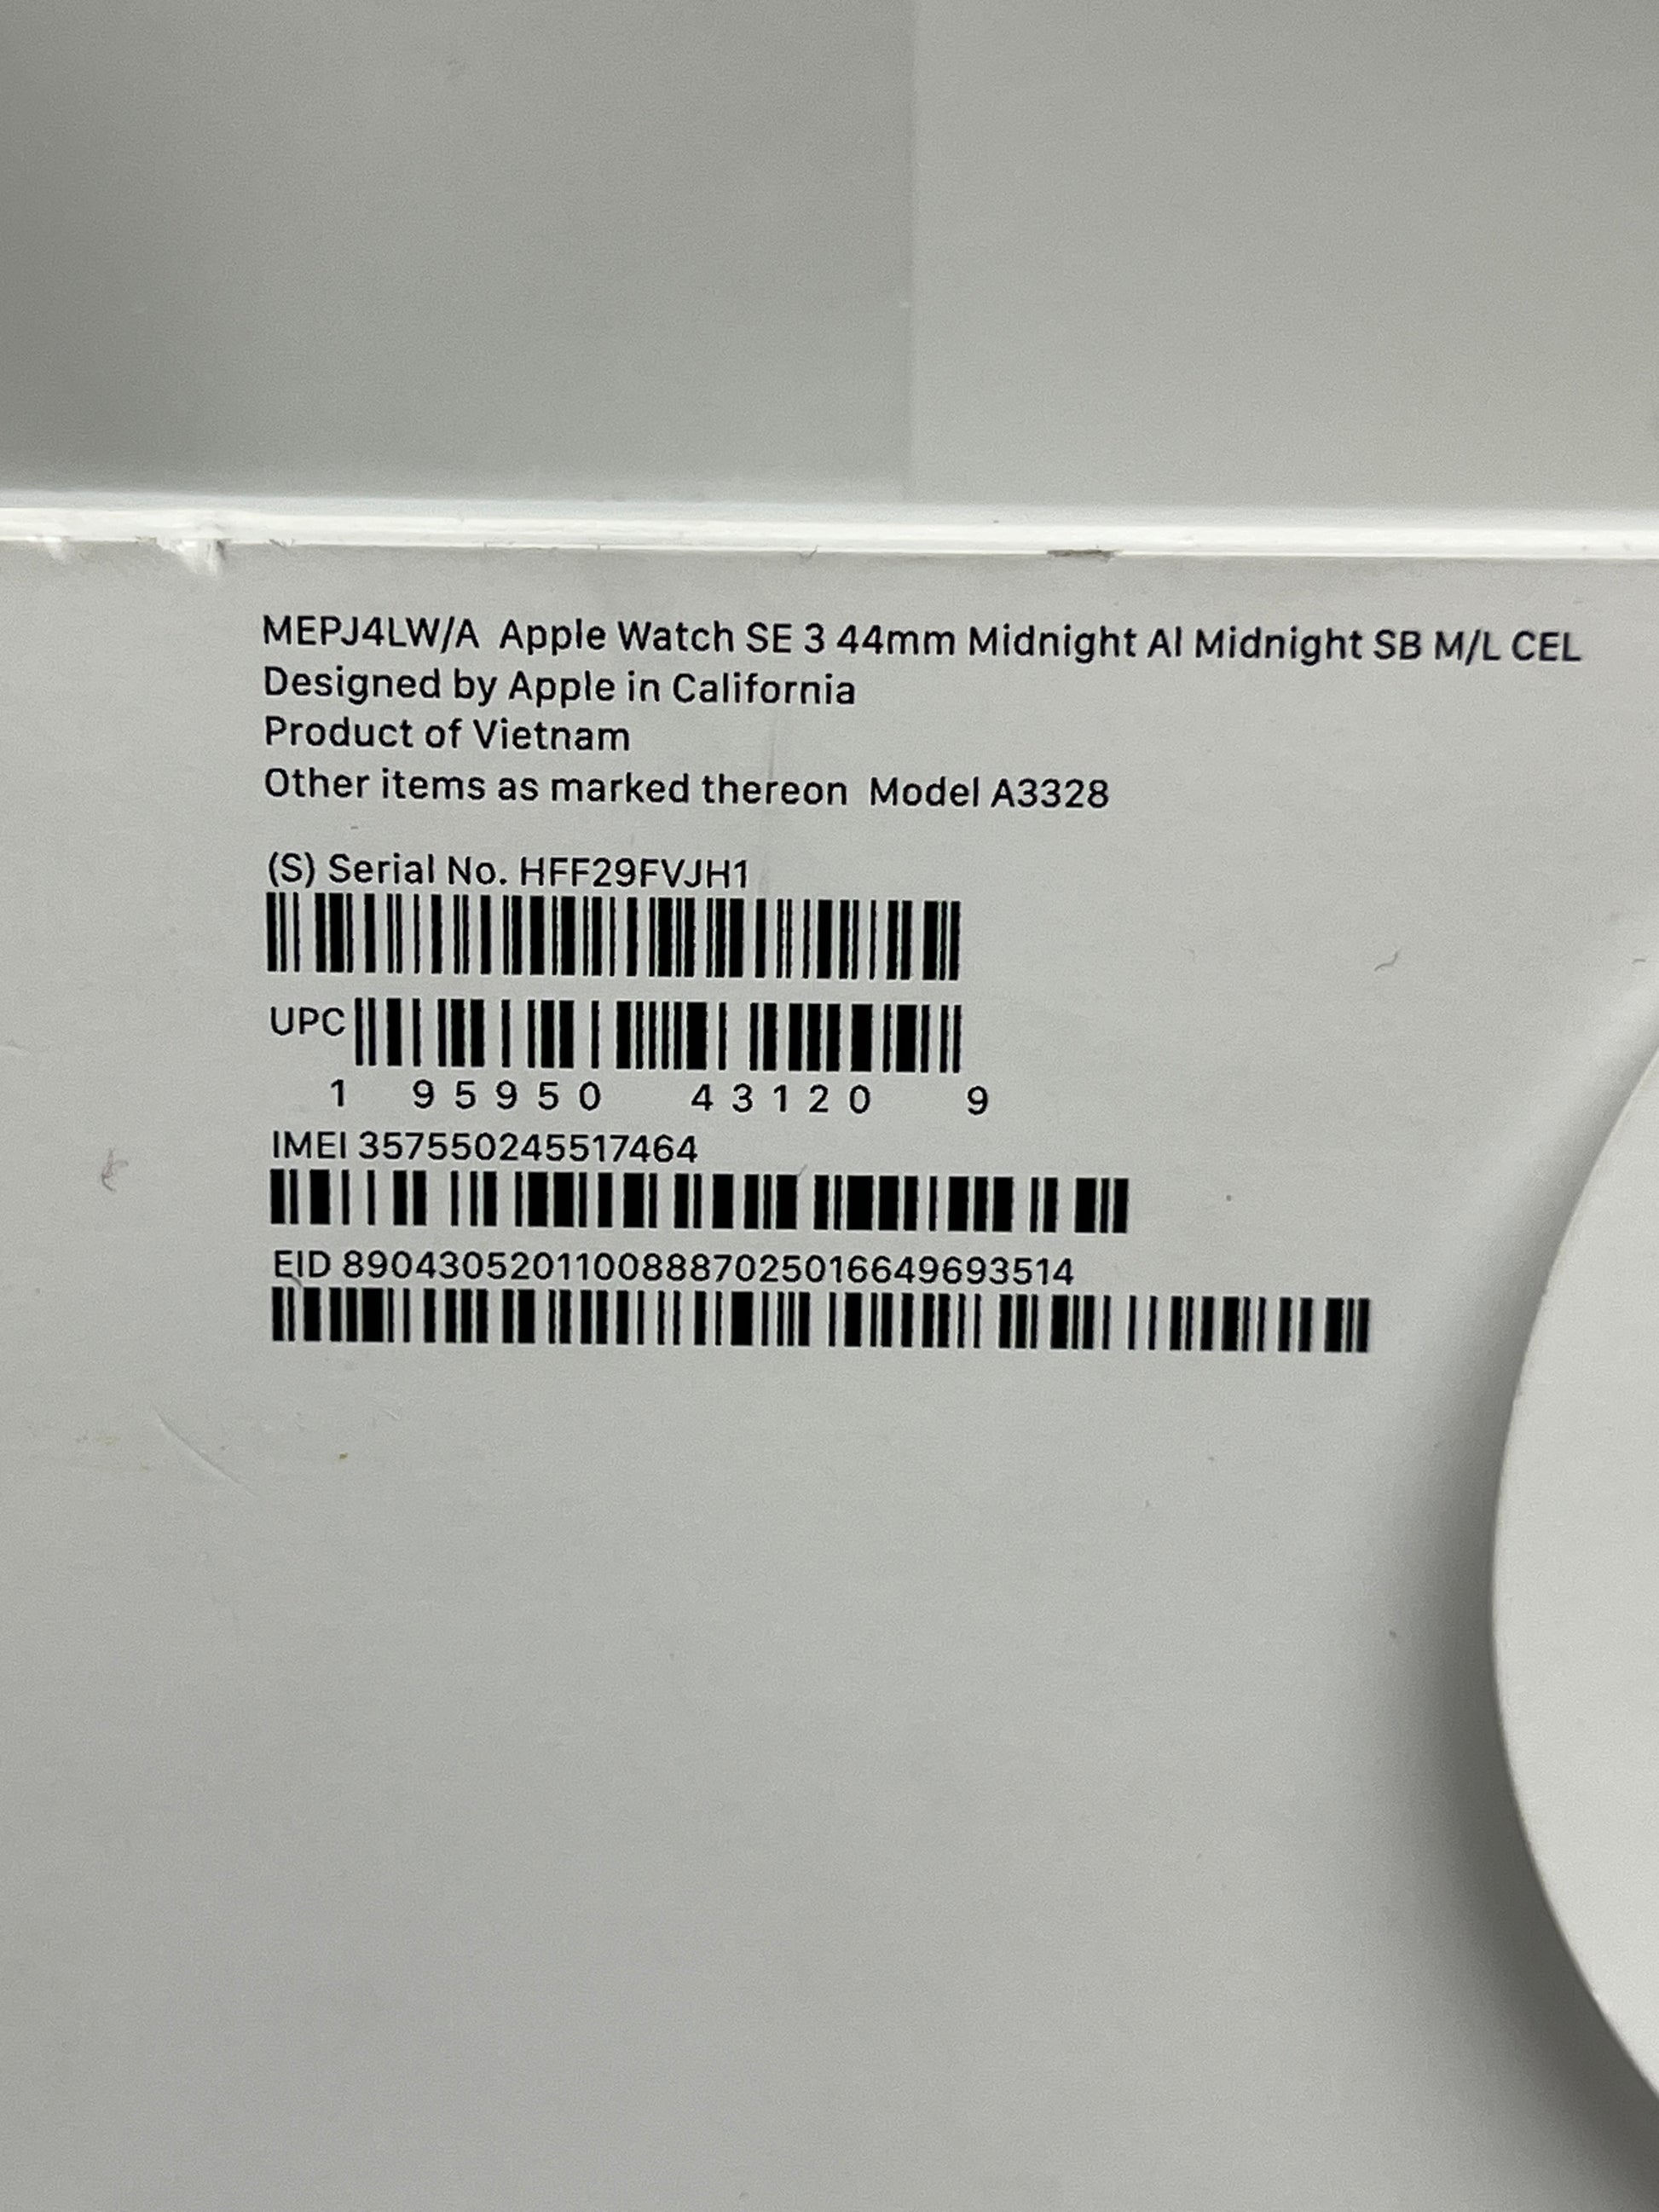 MEPJ4LW/A Apple Watch SE 3 44mm Midnight Al Midnight SB M/L CEL
Designed by Apple in California
Product of Vietnam
Other items as marked thereon Model A3328
(S) Serial No. HFF29FVJH1
UPC
1 95950 43120 9
IMEI 357550245517464
EID 89043052011008887025016649693514